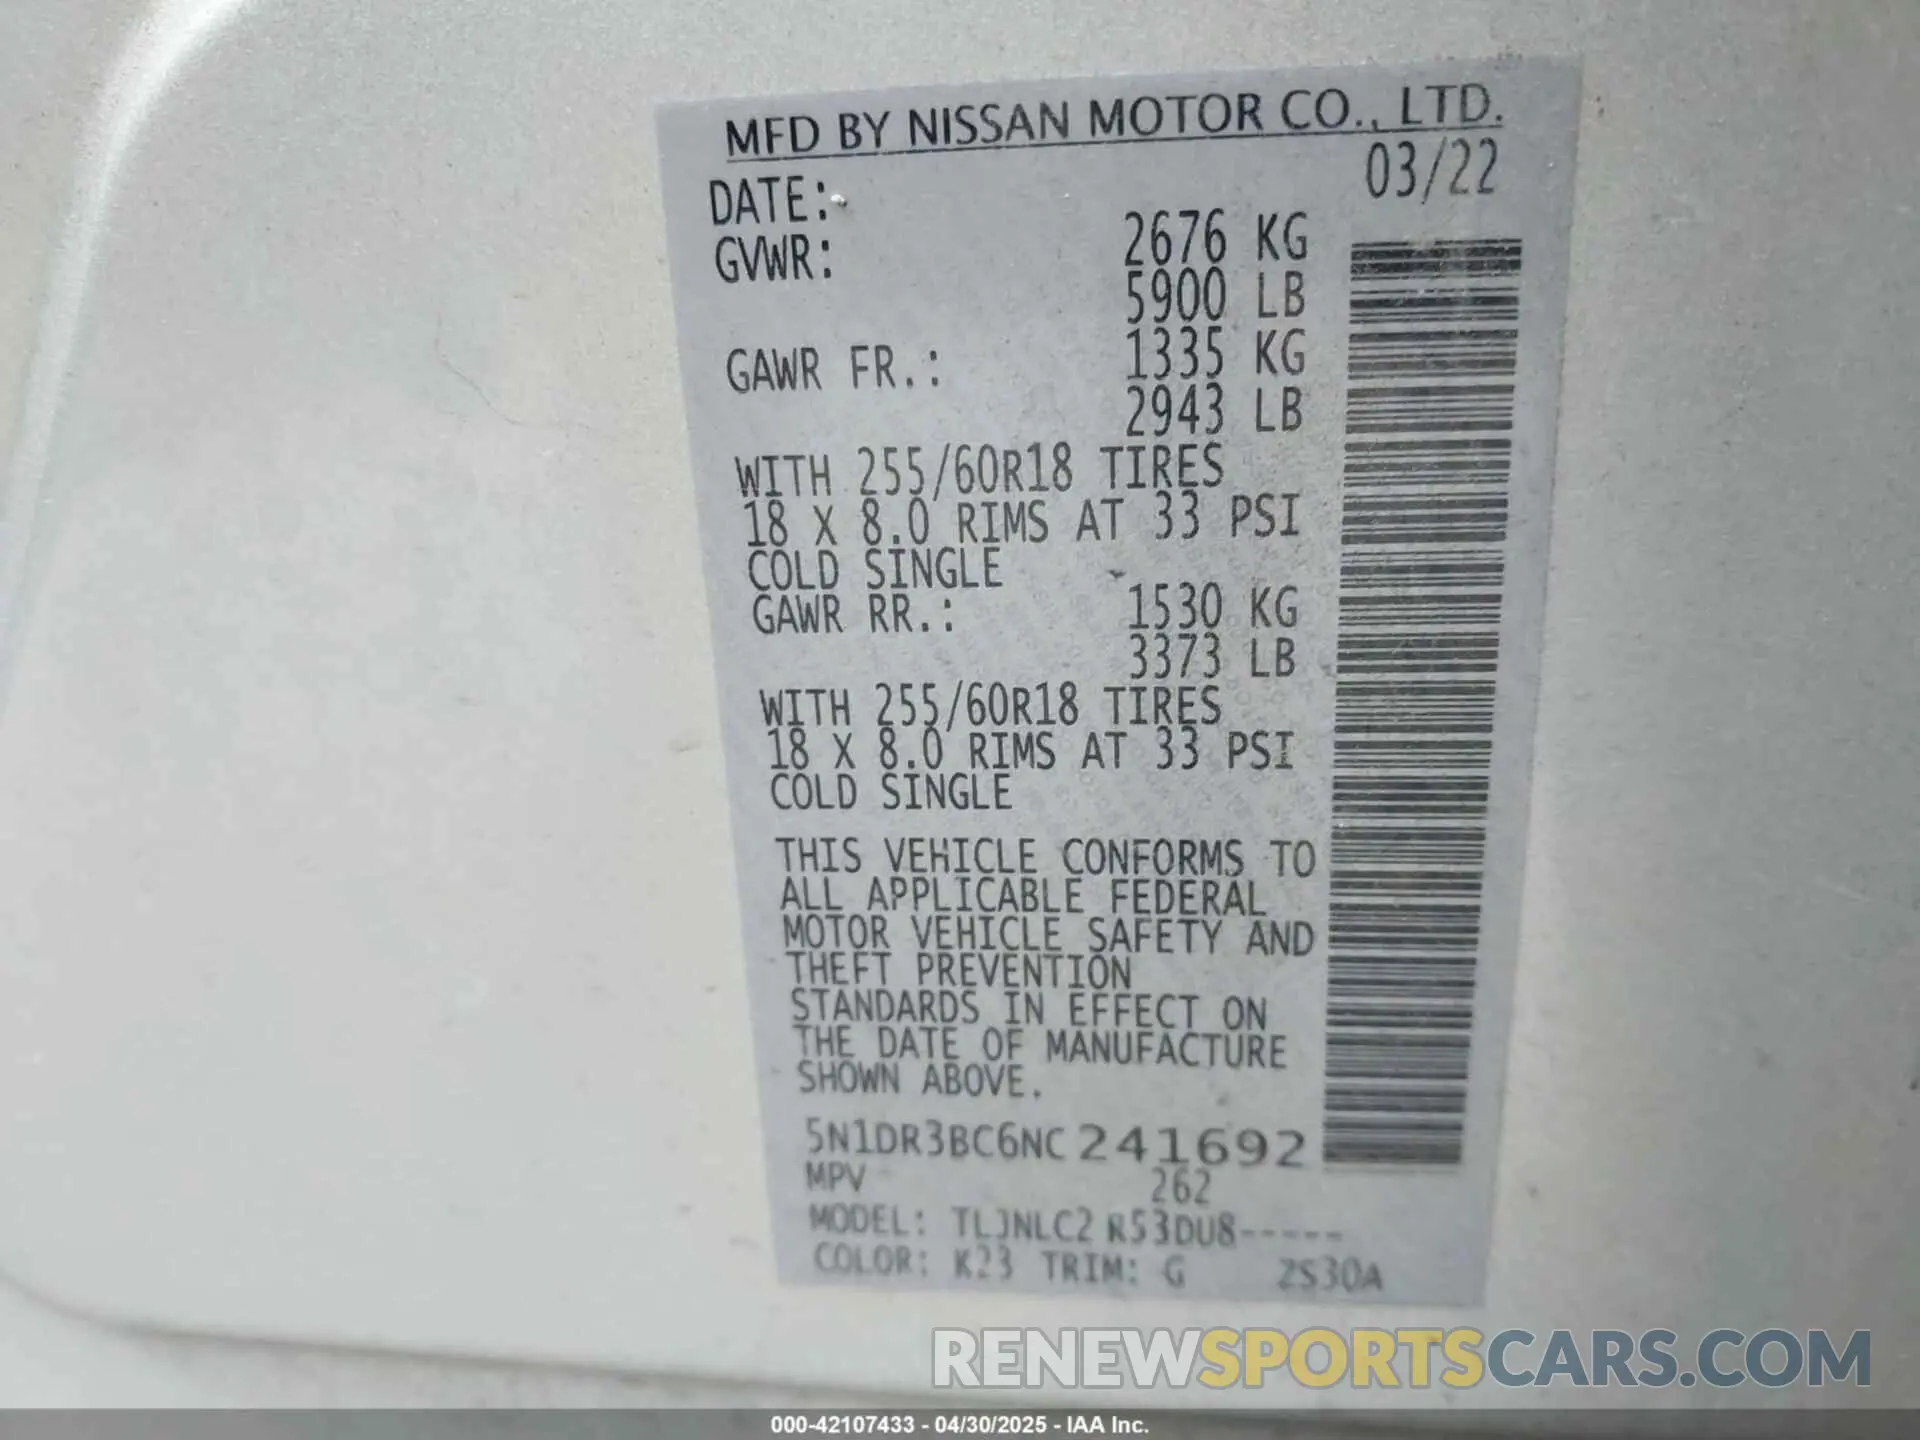 MFD BY NISSAN MOTOR CO., LTD.
DATE: 03/22
GVWR: 2676 KG
5900 LB
GAWR FR.: 1335 KG
2943 LB
WITH 255/60R18 TIRES
18 X 8.0 RIMS AT 33 PSI
COLD SINGLE
GAWR RR.: 1530 KG
3373 LB
WITH 255/60R18 TIRES
18 X 8.0 RIMS AT 33 PSI
COLD SINGLE
THIS VEHICLE CONFORMS TO
ALL APPLICABLE FEDERAL
MOTOR VEHICLE SAFETY AND
THEFT PREVENTION
STANDARDS IN EFFECT ON
THE DATE OF MANUFACTURE
SHOWN ABOVE.
5N1DR3BC6NC241692
MPV 262
MODEL: TLJNLC2 R53DU8-----
COLOR: K23 TRIM: G 2S30A
RENEWSPORTSCARS.COM
000-42107433 - 04/30/2025 - IAA Inc.